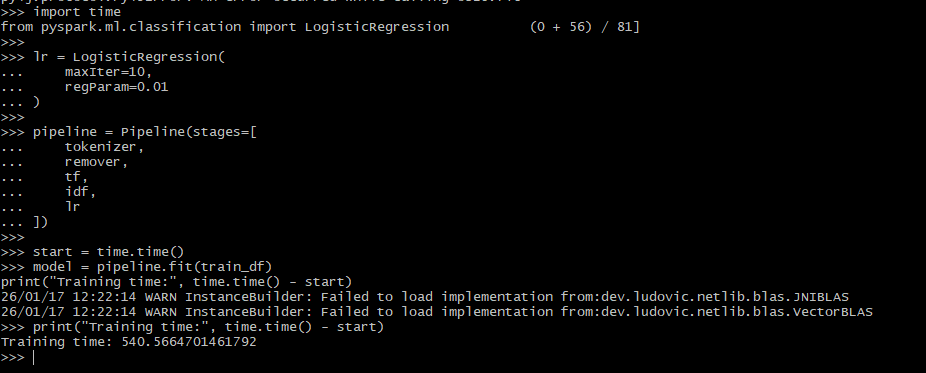 >>> import time
from pyspark.ml.classification import LogisticRegression (0 + 56) / 81]
>>>
>>> lr = LogisticRegression(
... maxIter=10,
... regParam=0.01
... )
>>>
>>> pipeline = Pipeline(stages=[
... tokenizer,
... remover,
... tf,
... idf,
... lr
... ])
>>>
>>> start = time.time()
>>> model = pipeline.fit(train_df)
print("Training time:", time.time() - start)
26/01/17 12:22:14 WARN InstanceBuilder: Failed to load implementation from:dev.ludovic.netlib.blas.JNIBLAS
26/01/17 12:22:14 WARN InstanceBuilder: Failed to load implementation from:dev.ludovic.netlib.blas.VectorBLAS
>>> print("Training time:", time.time() - start)
Training time: 540.5664701461792
>>>